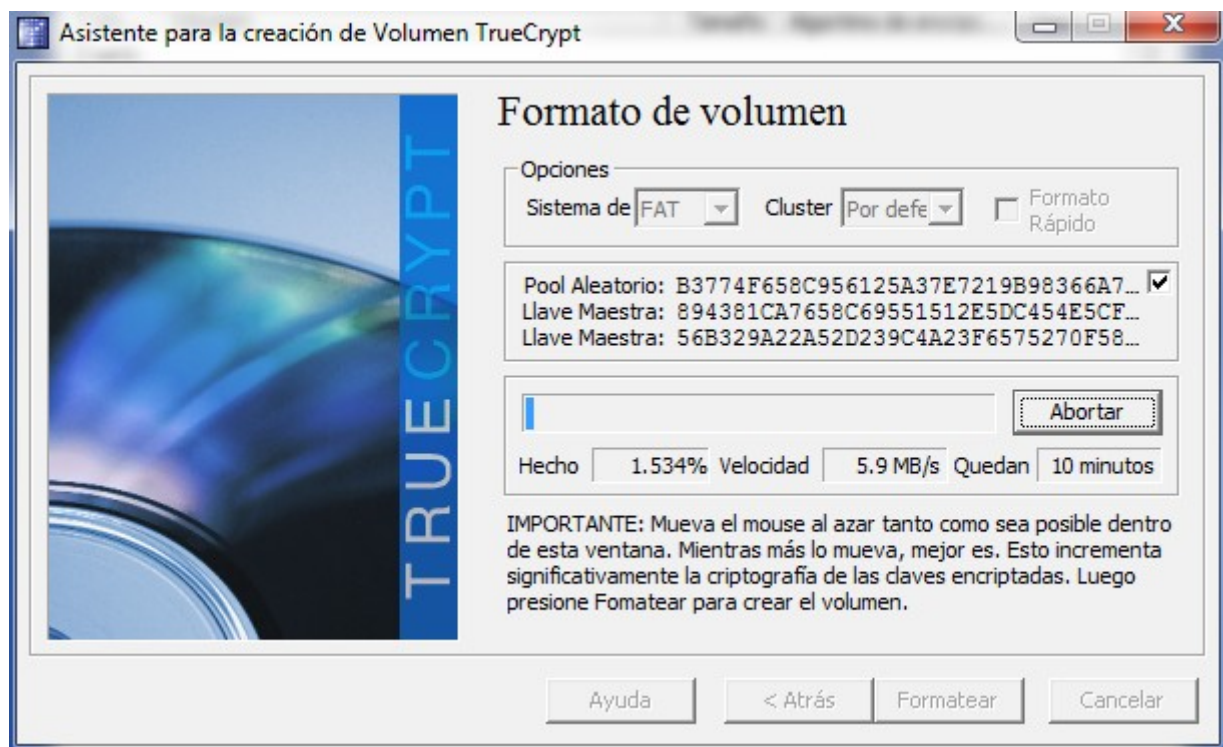 Asistente para la creación de Volumen TrueCrypt
TRUECRYPT
Formato de volumen
Opciones
Sistema de FAT Cluster Por defe Formato
Rápido
Pool Aleatorio: B3774F658C956125A37E7219B98366A7...
Llave Maestra: 894381CA7658C69551512E5DC454E5CF...
Llave Maestra: 56B329A22A52D239C4A23F6575270F58...
Abortar
Hecho 1.534% Velocidad 5.9 MB/s Quedan 10 minutos
IMPORTANTE: Mueva el mouse al azar tanto como sea posible dentro
de esta ventana. Mientras más lo mueva, mejor es. Esto incrementa
significativamente la criptografía de las claves encriptadas. Luego
presione Fomatear para crear el volumen.
Ayuda < Atrás Formatear Cancelar